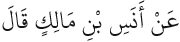 عَنْ أَنَسِ بْنِ مَالِكٍ قَالَ